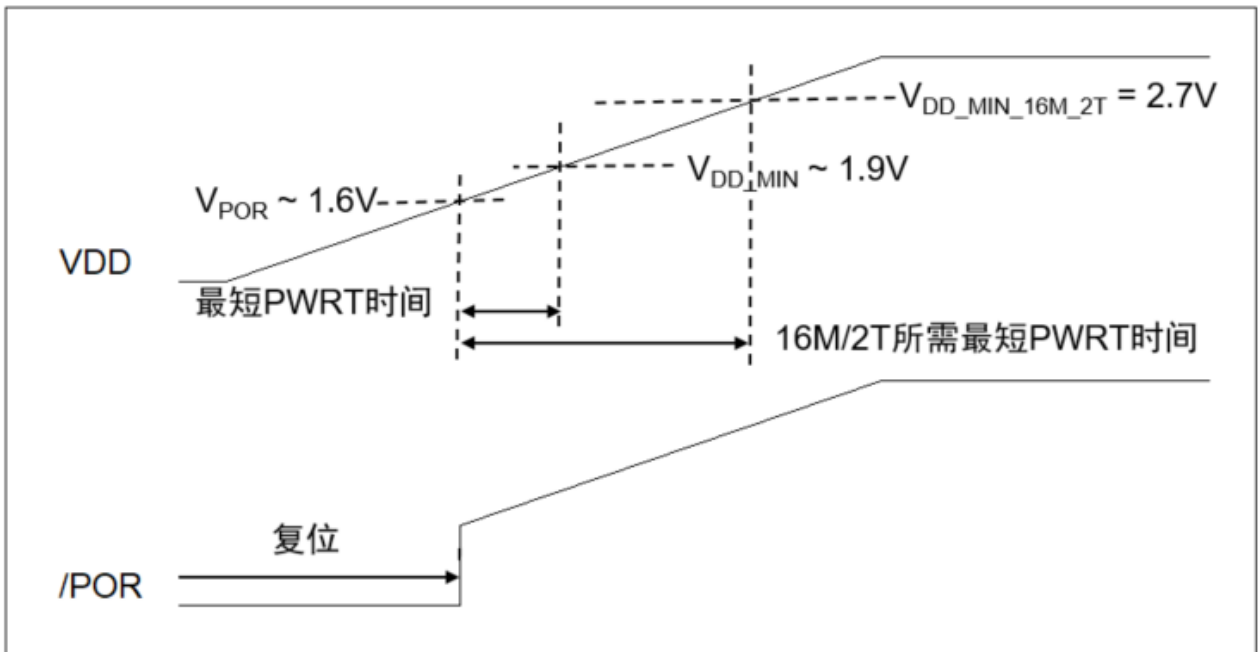 V_DD_MIN_16M_2T = 2.7V
V_DD_MIN ~ 1.9V
V_POR ~ 1.6V
VDD
最短PWRT时间
16M/2T所需最短PWRT时间
复位
/POR